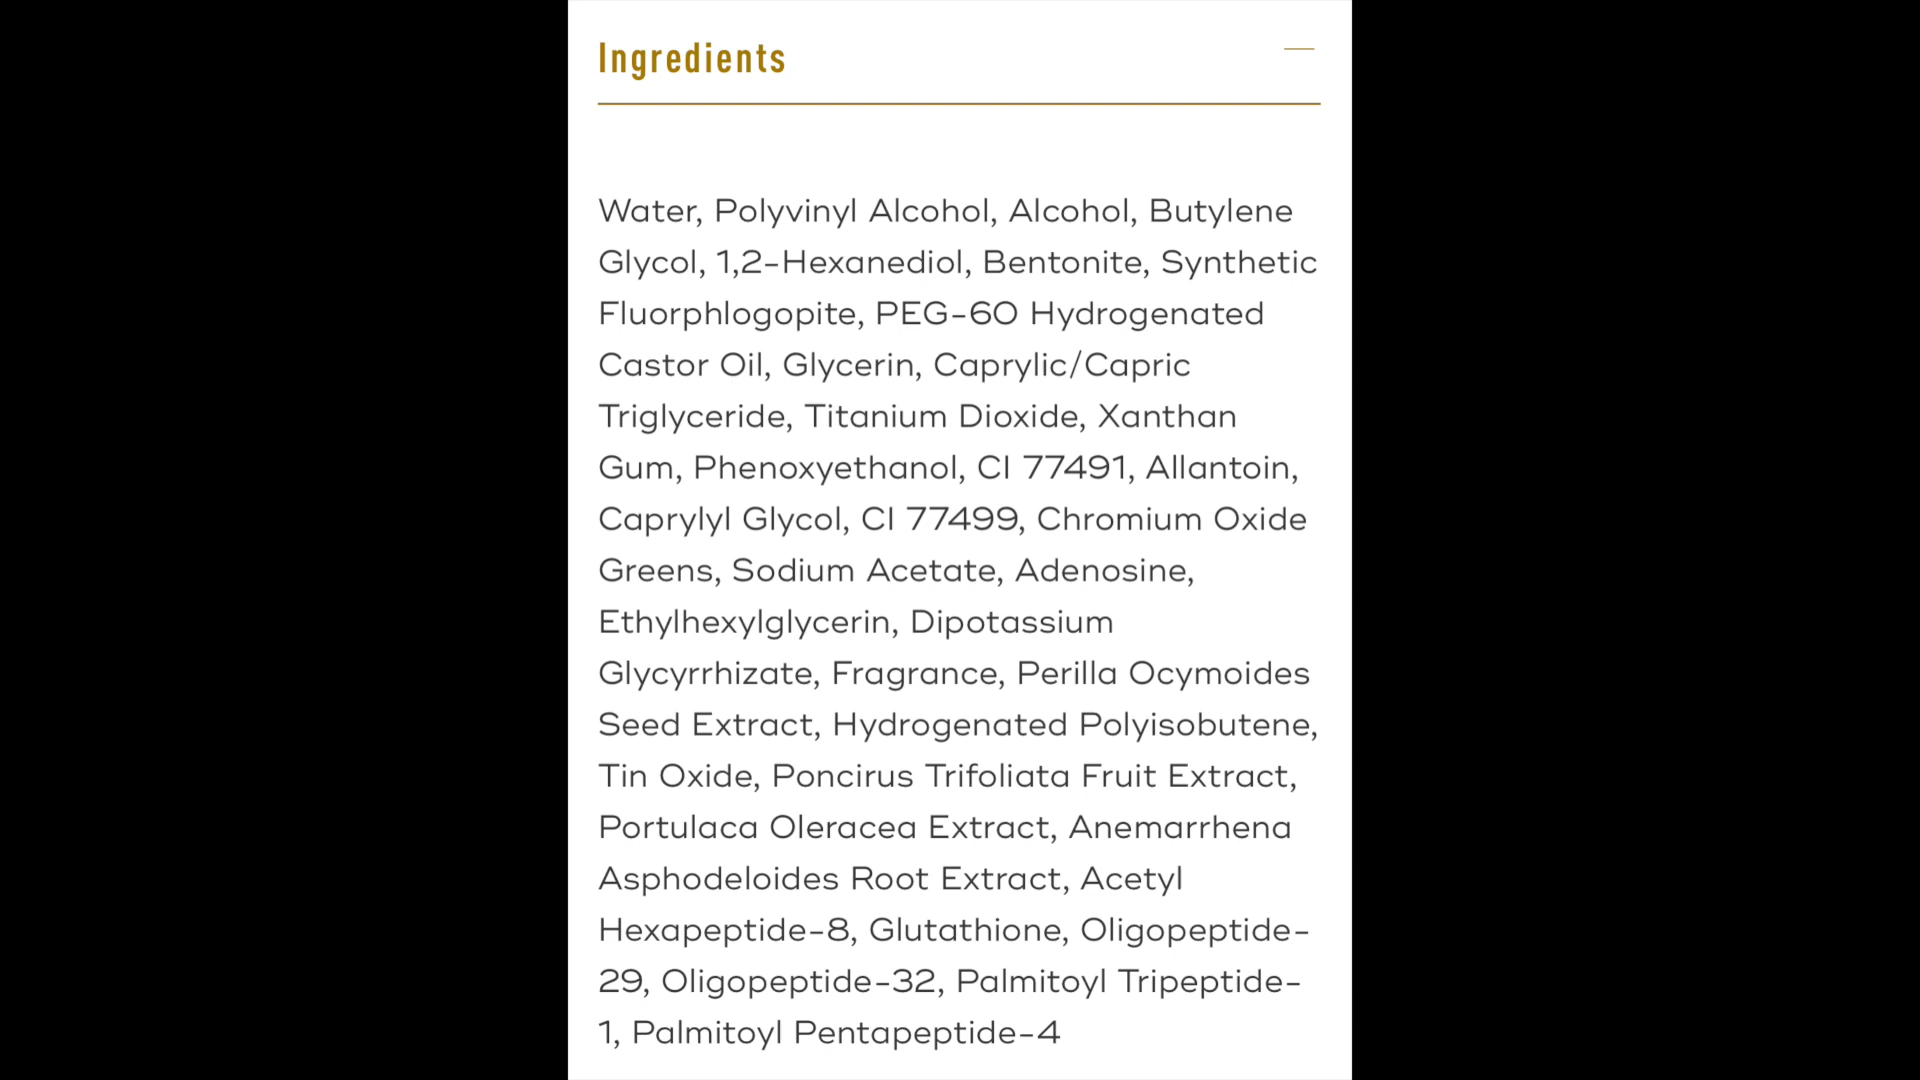 Ingredients
Water, Polyvinyl Alcohol, Alcohol, Butylene
Glycol, 1,2-Hexanediol, Bentonite, Synthetic
Fluorphlogopite, PEG-60 Hydrogenated
Castor Oil, Glycerin, Caprylic/Capric
Triglyceride, Titanium Dioxide, Xanthan
Gum, Phenoxyethanol, CI 77491, Allantoin,
Caprylyl Glycol, CI 77499, Chromium Oxide
Greens, Sodium Acetate, Adenosine,
Ethylhexylglycerin, Dipotassium
Glycyrrhizate, Fragrance, Perilla Ocymoides
Seed Extract, Hydrogenated Polyisobutene,
Tin Oxide, Poncirus Trifoliata Fruit Extract,
Portulaca Oleracea Extract, Anemarrhena
Asphodeloides Root Extract, Acetyl
Hexapeptide-8, Glutathione, Oligopeptide-
29, Oligopeptide-32, Palmitoyl Tripeptide-
1, Palmitoyl Pentapeptide-4